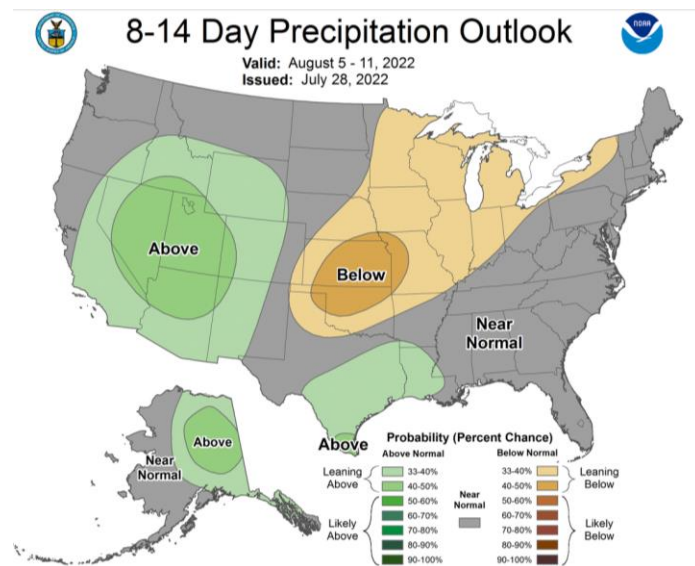 8-14 Day Precipitation Outlook
NOAA
Valid: August 5 - 11, 2022
Issued: July 28, 2022
Above
Below
Near
Normal
Above
Near
Normal
Above
Probability (Percent Chance)
Above Normal
Below Normal
Leaning
Above
33-40%
40-50%
50-60%
60-70%
70-80%
80-90%
90-100%
Likely
Above
Near
Normal
33-40%
40-50%
50-60%
60-70%
70-80%
80-90%
90-100%
Leaning
Below
Likely
Below